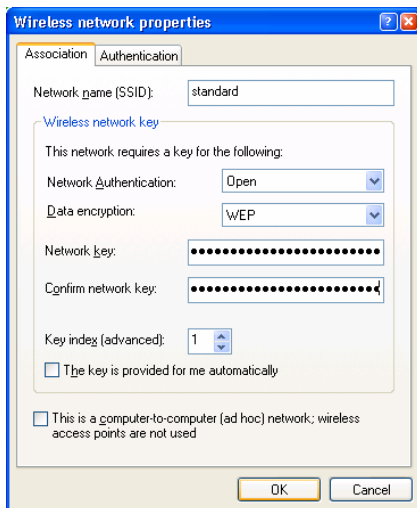 Wireless network properties
Association Authentication
Network name (SSID): standard
Wireless network key
This network requires a key for the following:
Network Authentication: Open
Data encryption: WEP
Network key: ••••••••••••••••••••••••••
Confirm network key: ••••••••••••••••••••••••••
Key index (advanced): 1
The key is provided for me automatically
This is a computer-to-computer (ad hoc) network; wireless
access points are not used
OK Cancel